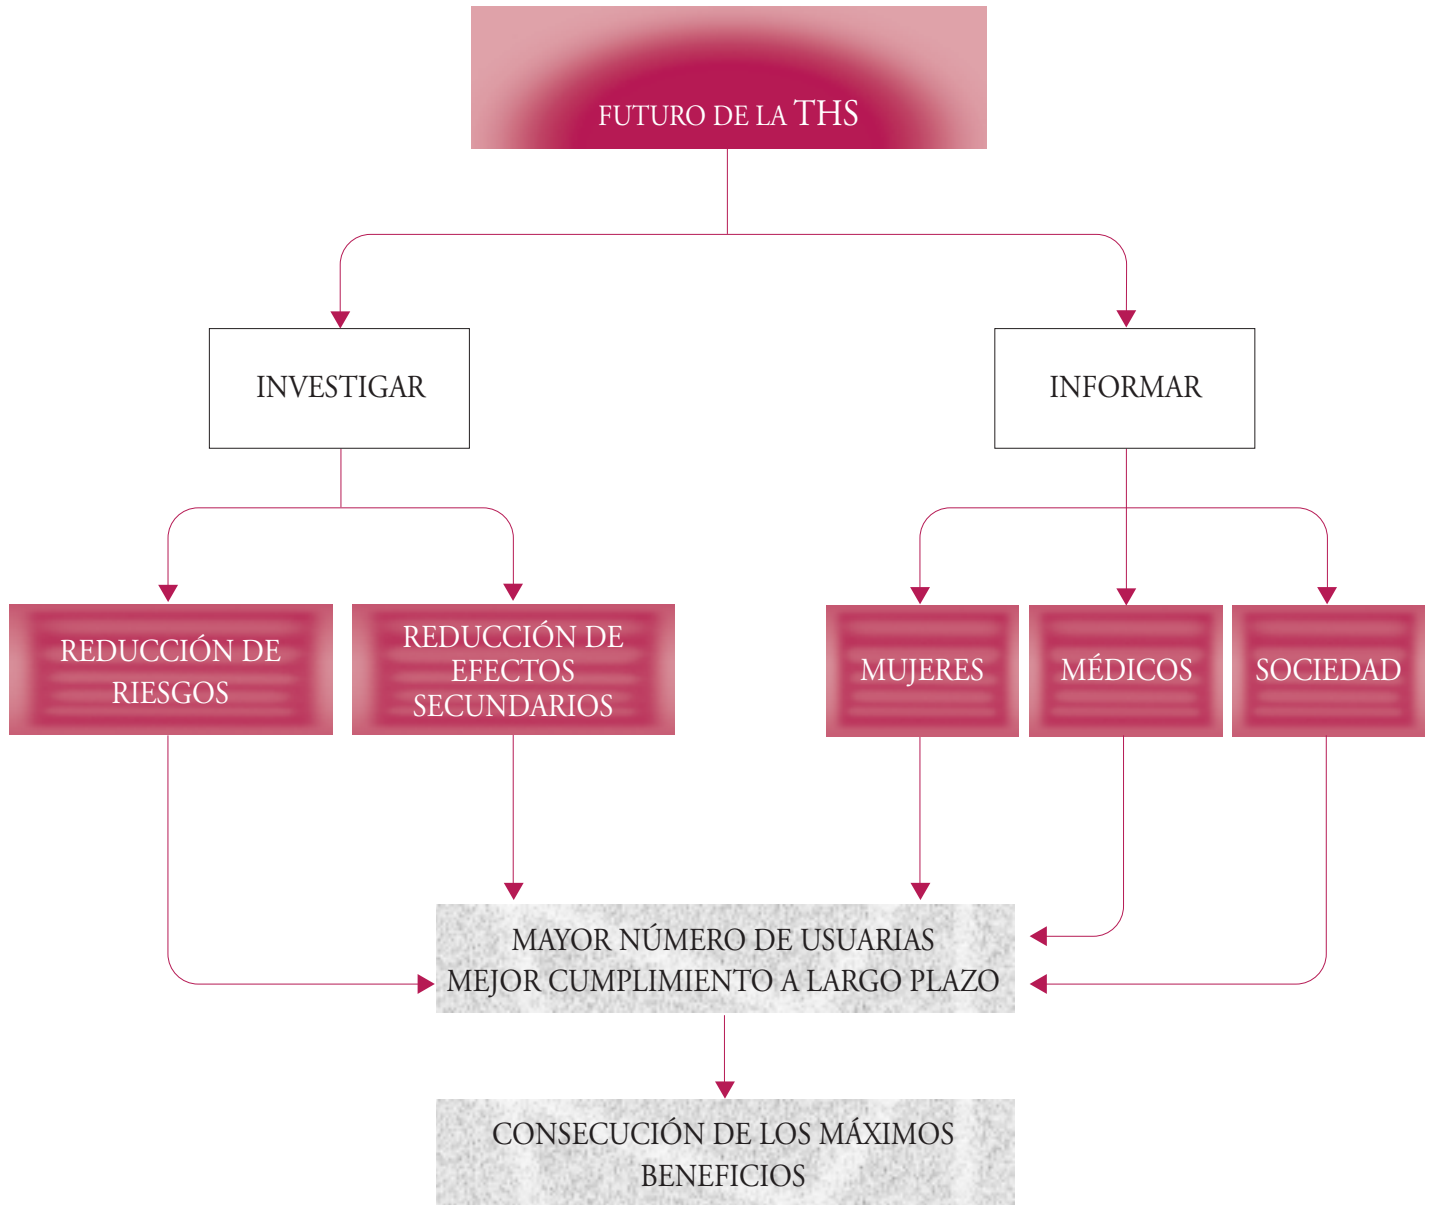 FUTURO DE LA THS
INVESTIGAR
INFORMAR
REDUCCIÓN DE
RIESGOS
REDUCCIÓN DE
EFECTOS
SECUNDARIOS
MUJERES
MÉDICOS
SOCIEDAD
MAYOR NÚMERO DE USUARIAS
MEJOR CUMPLIMIENTO A LARGO PLAZO
CONSECUCIÓN DE LOS MÁXIMOS
BENEFICIOS